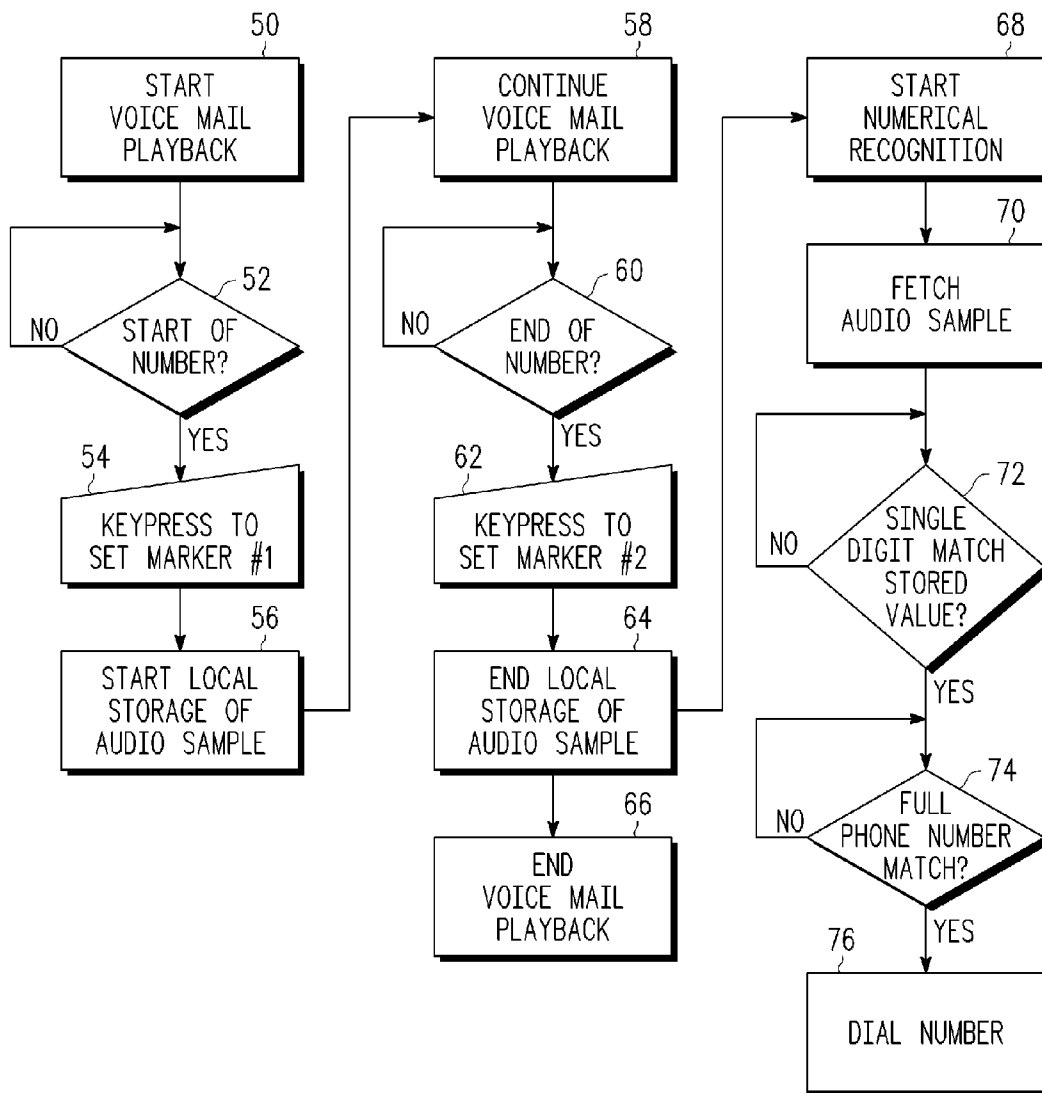 50
START
VOICE MAIL
PLAYBACK
52
NO
START OF
NUMBER?
YES
54
KEYPRESS TO
SET MARKER #1
56
START LOCAL
STORAGE OF
AUDIO SAMPLE
58
CONTINUE
VOICE MAIL
PLAYBACK
60
NO
END OF
NUMBER?
YES
62
KEYPRESS TO
SET MARKER #2
64
END LOCAL
STORAGE OF
AUDIO SAMPLE
66
END
VOICE MAIL
PLAYBACK
68
START
NUMERICAL
RECOGNITION
70
FETCH
AUDIO SAMPLE
72
NO
SINGLE
DIGIT MATCH
STORED
VALUE?
YES
74
NO
FULL
PHONE NUMBER
MATCH?
YES
76
DIAL NUMBER